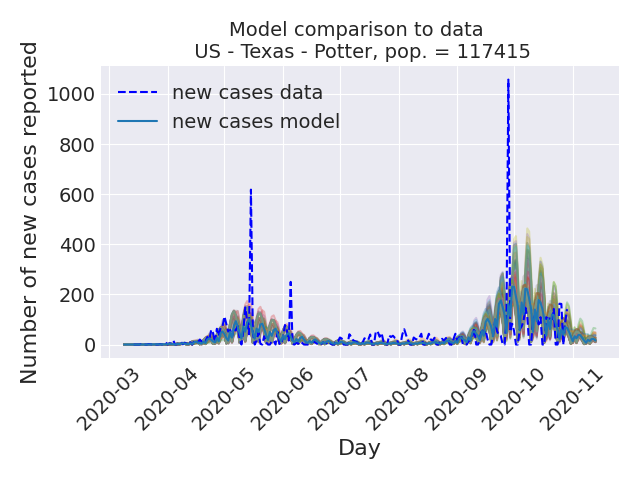 Model comparison to data
US - Texas - Potter, pop. = 117415
Number of new cases reported
1000
800
600
400
200
0
new cases data
new cases model
2020-03
2020-04
2020-05
2020-06
2020-07
2020-08
2020-09
2020-10
2020-11
Day